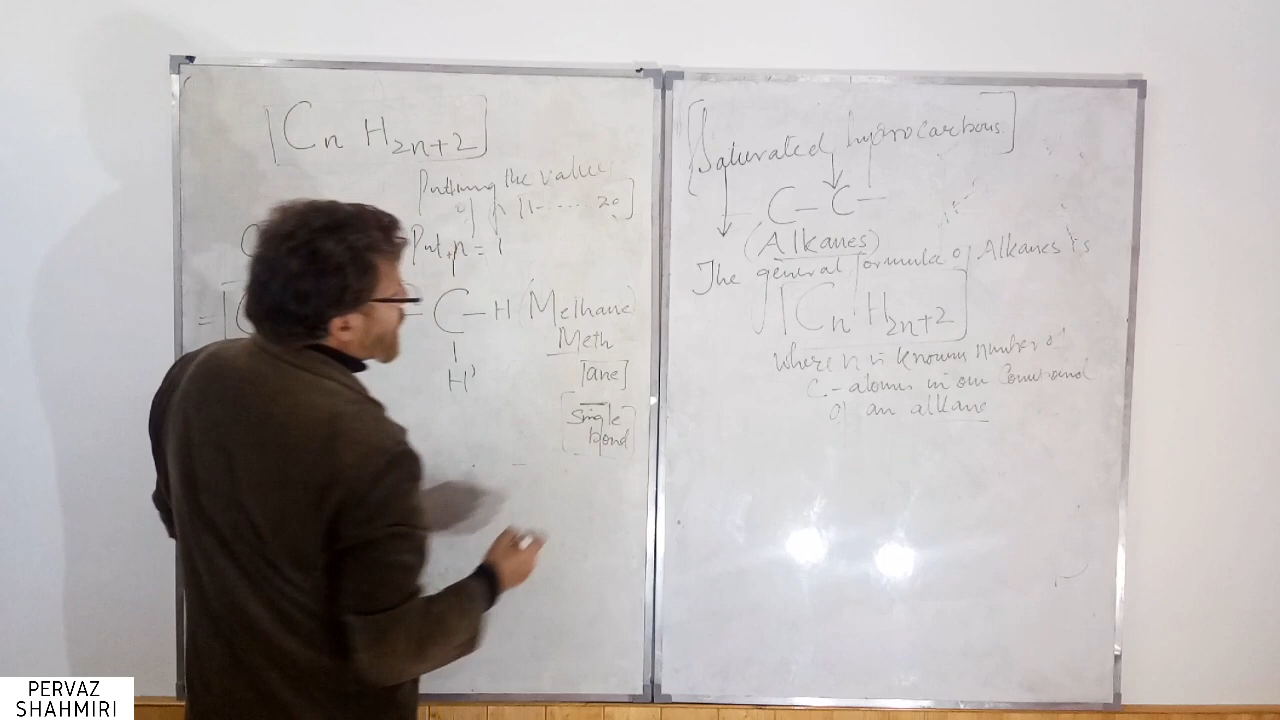 Cn H2n+2
Putting the value
of n [1----- 20]
Put, n = 1
= C
= C – H (Methane)
H
Meth
[ane]
Single
bond
[Saturated hydrocarbons]
C – C –
(Alkanes)
The general formula of Alkanes is
Cn H2n+2
Where n is known number of
C-atoms in our Compound
of an alkane
PERVAZ
SHAHMIRI